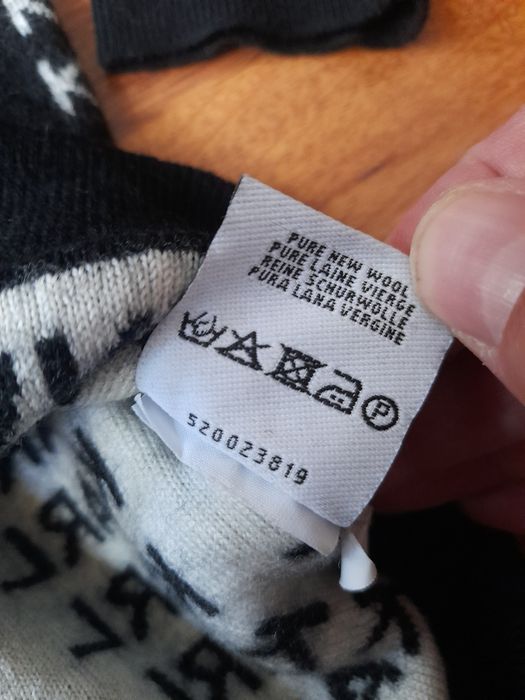 PURE NEW WOOL
PURE LAINE VIERGE
REINE SCHURWOLLE
PURA LANA VERGINE
P
520023819